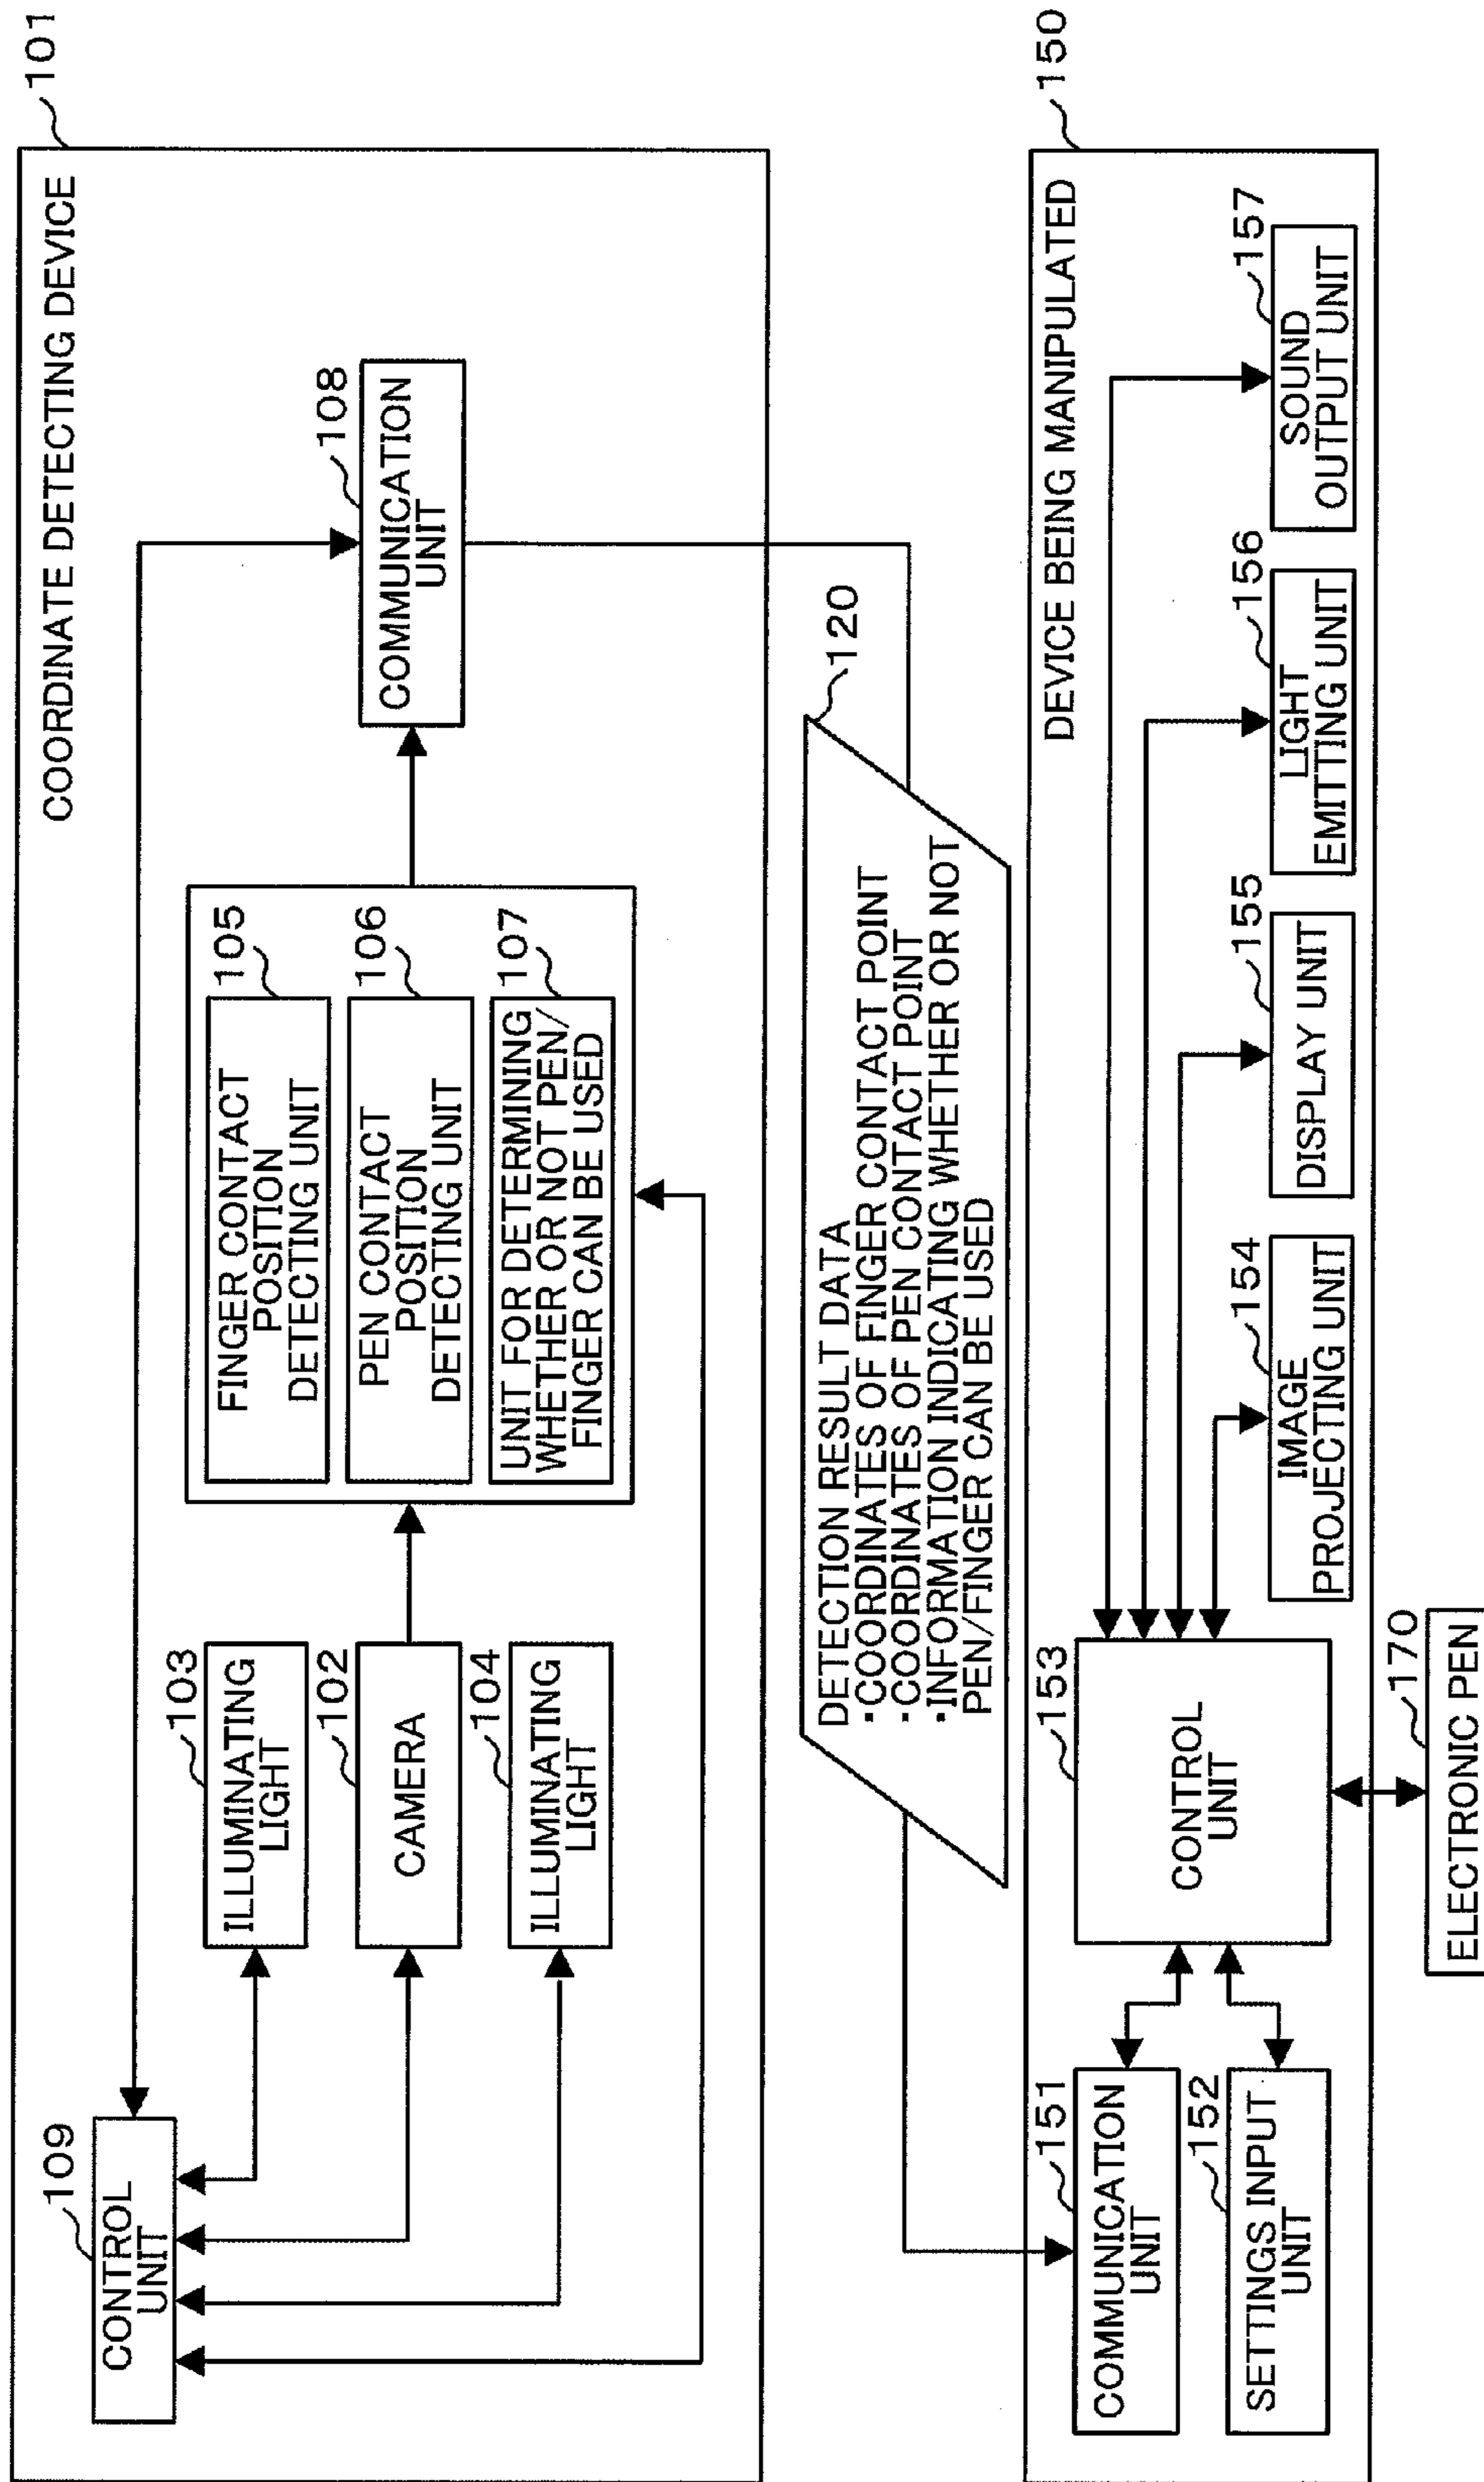 101
COORDINATE DETECTING DEVICE
109
CONTROL
UNIT
103
ILLUMINATING
LIGHT
102
CAMERA
104
ILLUMINATING
LIGHT
105
FINGER CONTACT
POSITION
DETECTING UNIT
106
PEN CONTACT
POSITION
DETECTING UNIT
107
UNIT FOR DETERMINING
WHETHER OR NOT PEN/
FINGER CAN BE USED
108
COMMUNICATION
UNIT
120
DETECTION RESULT DATA
•COORDINATES OF FINGER CONTACT POINT
•COORDINATES OF PEN CONTACT POINT
•INFORMATION INDICATING WHETHER OR NOT
PEN/FINGER CAN BE USED
150
DEVICE BEING MANIPULATED
151
COMMUNICATION
UNIT
152
SETTINGS INPUT
UNIT
153
CONTROL
UNIT
154
IMAGE
PROJECTING UNIT
155
DISPLAY UNIT
156
LIGHT
EMITTING UNIT
157
SOUND
OUTPUT UNIT
170
ELECTRONIC PEN